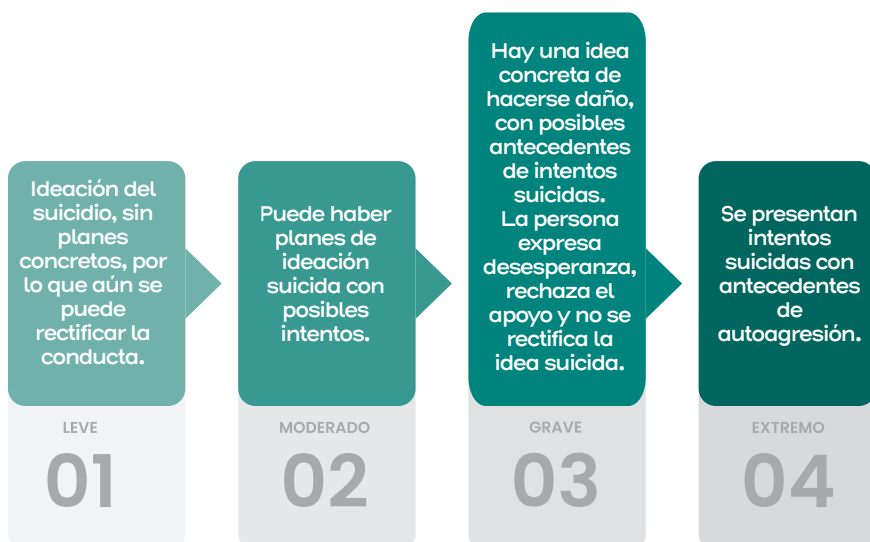 Ideación del
suicidio, sin
planes
concretos, por
lo que aún se
puede
rectificar la
conducta.
LEVE
01
Puede haber
planes de
ideación
suicida con
posibles
intentos.
MODERADO
02
Hay una idea
concreta de
hacerse daño,
con posibles
antecedentes
de intentos
suicidas.
La persona
expresa
desesperanza,
rechaza el
apoyo y no se
rectifica la
idea suicida.
GRAVE
03
Se presentan
intentos
suicidas con
antecedentes
de
autoagresión.
EXTREMO
04